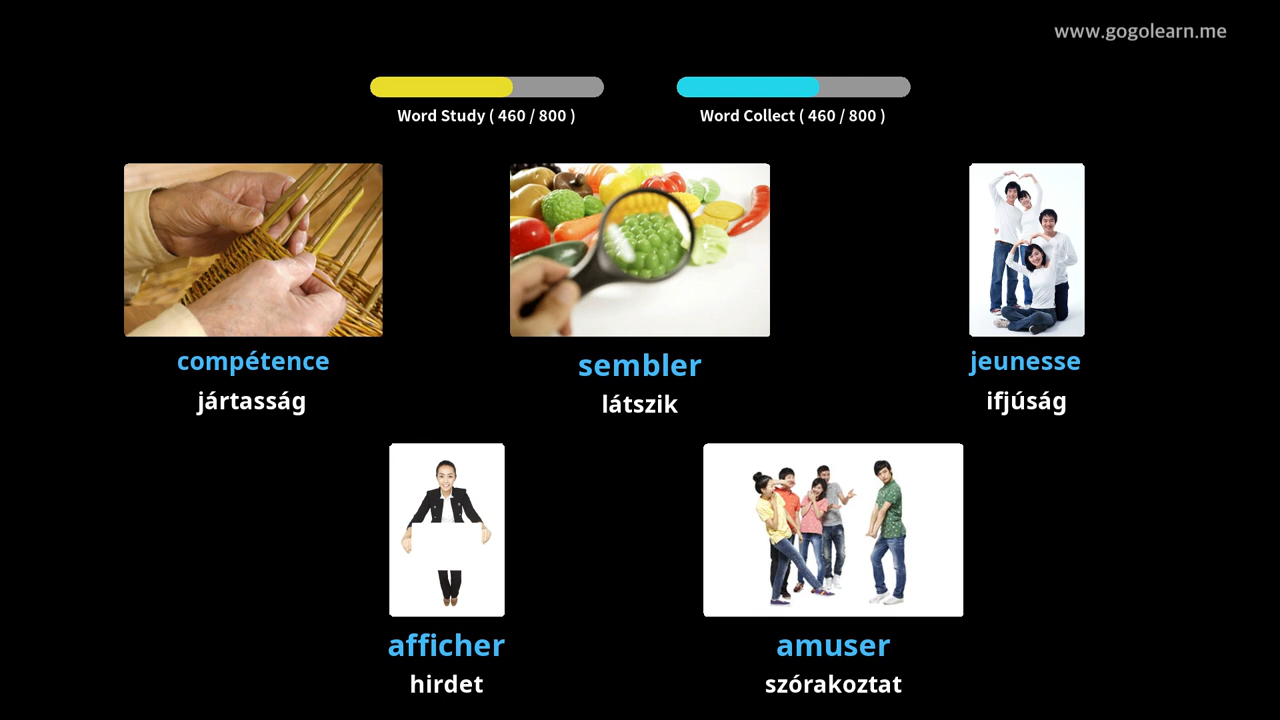 www.gogolearn.me
Word Study ( 460 / 800 )
Word Collect ( 460 / 800 )
compétence
jártasság
sembler
látszik
jeunesse
ifjúság
afficher
hirdet
amuser
szórakoztat